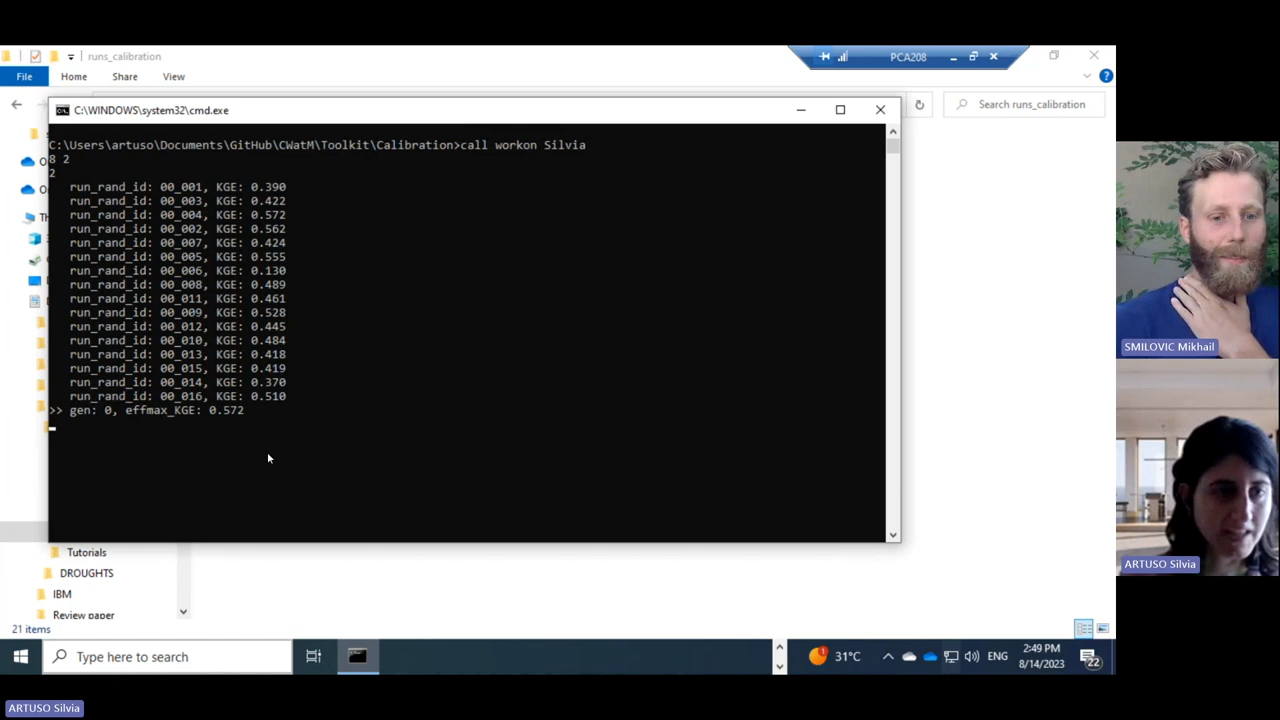 runs_calibration
PCA208
File Home Share View
Search runs_calibration
C:\WINDOWS\system32\cmd.exe
C:\Users\artuso\Documents\GitHub\CWatM\Toolkit\Calibration>call workon Silvia
8 2
2
run_rand_id: 00_001, KGE: 0.390
run_rand_id: 00_003, KGE: 0.422
run_rand_id: 00_004, KGE: 0.572
run_rand_id: 00_002, KGE: 0.562
run_rand_id: 00_007, KGE: 0.424
run_rand_id: 00_005, KGE: 0.555
run_rand_id: 00_006, KGE: 0.130
run_rand_id: 00_008, KGE: 0.489
run_rand_id: 00_011, KGE: 0.461
run_rand_id: 00_009, KGE: 0.528
run_rand_id: 00_012, KGE: 0.445
run_rand_id: 00_010, KGE: 0.484
run_rand_id: 00_013, KGE: 0.418
run_rand_id: 00_015, KGE: 0.419
run_rand_id: 00_014, KGE: 0.370
run_rand_id: 00_016, KGE: 0.510
>> gen: 0, effmax_KGE: 0.572
Tutorials
DROUGHTS
IBM
Review paper
21 items
Type here to search
31°C
ENG
2:49 PM
8/14/2023
22
SMILOVIC Mikhail
ARTUSO Silvia
ARTUSO Silvia